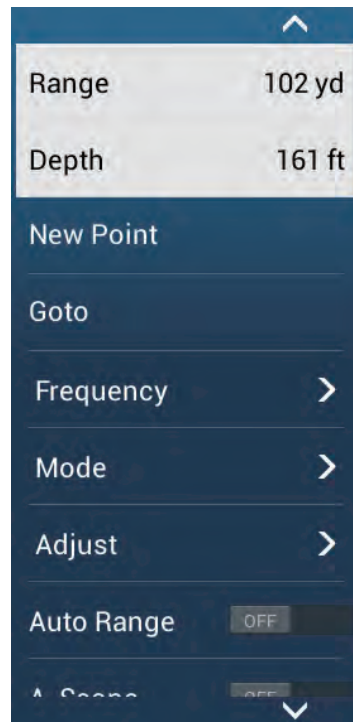 Range 102 yd
Depth 161 ft
New Point
Goto
Frequency
Mode
Adjust
Auto Range OFF